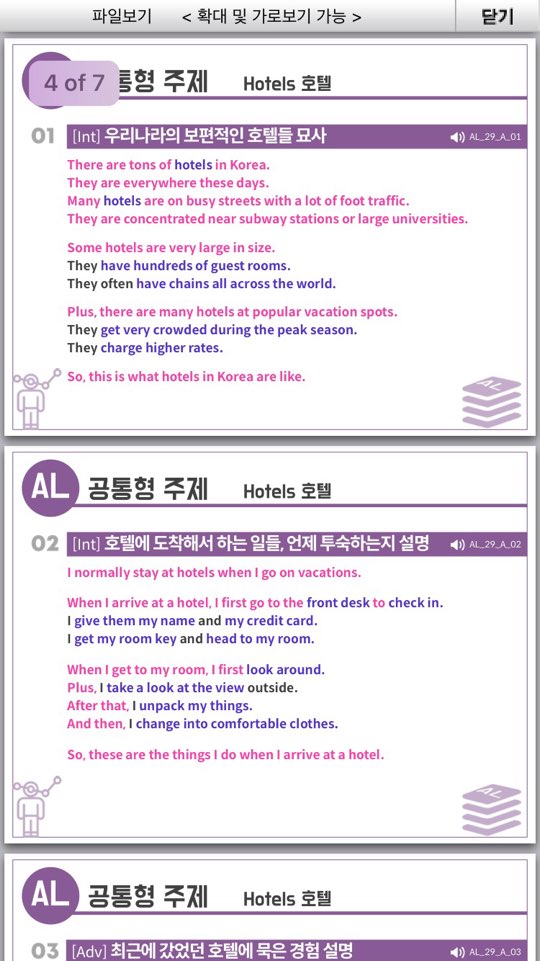 파일보기 < 확대 및 가로보기 가능 > 닫기
4 of 7
통형 주제 Hotels 호텔
01 [Int] 우리나라의 보편적인 호텔들 묘사 AL_29_A_01
There are tons of hotels in Korea.
They are everywhere these days.
Many hotels are on busy streets with a lot of foot traffic.
They are concentrated near subway stations or large universities.
Some hotels are very large in size.
They have hundreds of guest rooms.
They often have chains all across the world.
Plus, there are many hotels at popular vacation spots.
They get very crowded during the peak season.
They charge higher rates.
So, this is what hotels in Korea are like.
AL
AL 공통형 주제 Hotels 호텔
02 [Int] 호텔에 도착해서 하는 일들, 언제 투숙하는지 설명 AL_29_A_02
I normally stay at hotels when I go on vacations.
When I arrive at a hotel, I first go to the front desk to check in.
I give them my name and my credit card.
I get my room key and head to my room.
When I get to my room, I first look around.
Plus, I take a look at the view outside.
After that, I unpack my things.
And then, I change into comfortable clothes.
So, these are the things I do when I arrive at a hotel.
AL
AL 공통형 주제 Hotels 호텔
03 [Adv] 최근에 갔었던 호텔에 묵은 경험 설명 AL_29_A_03